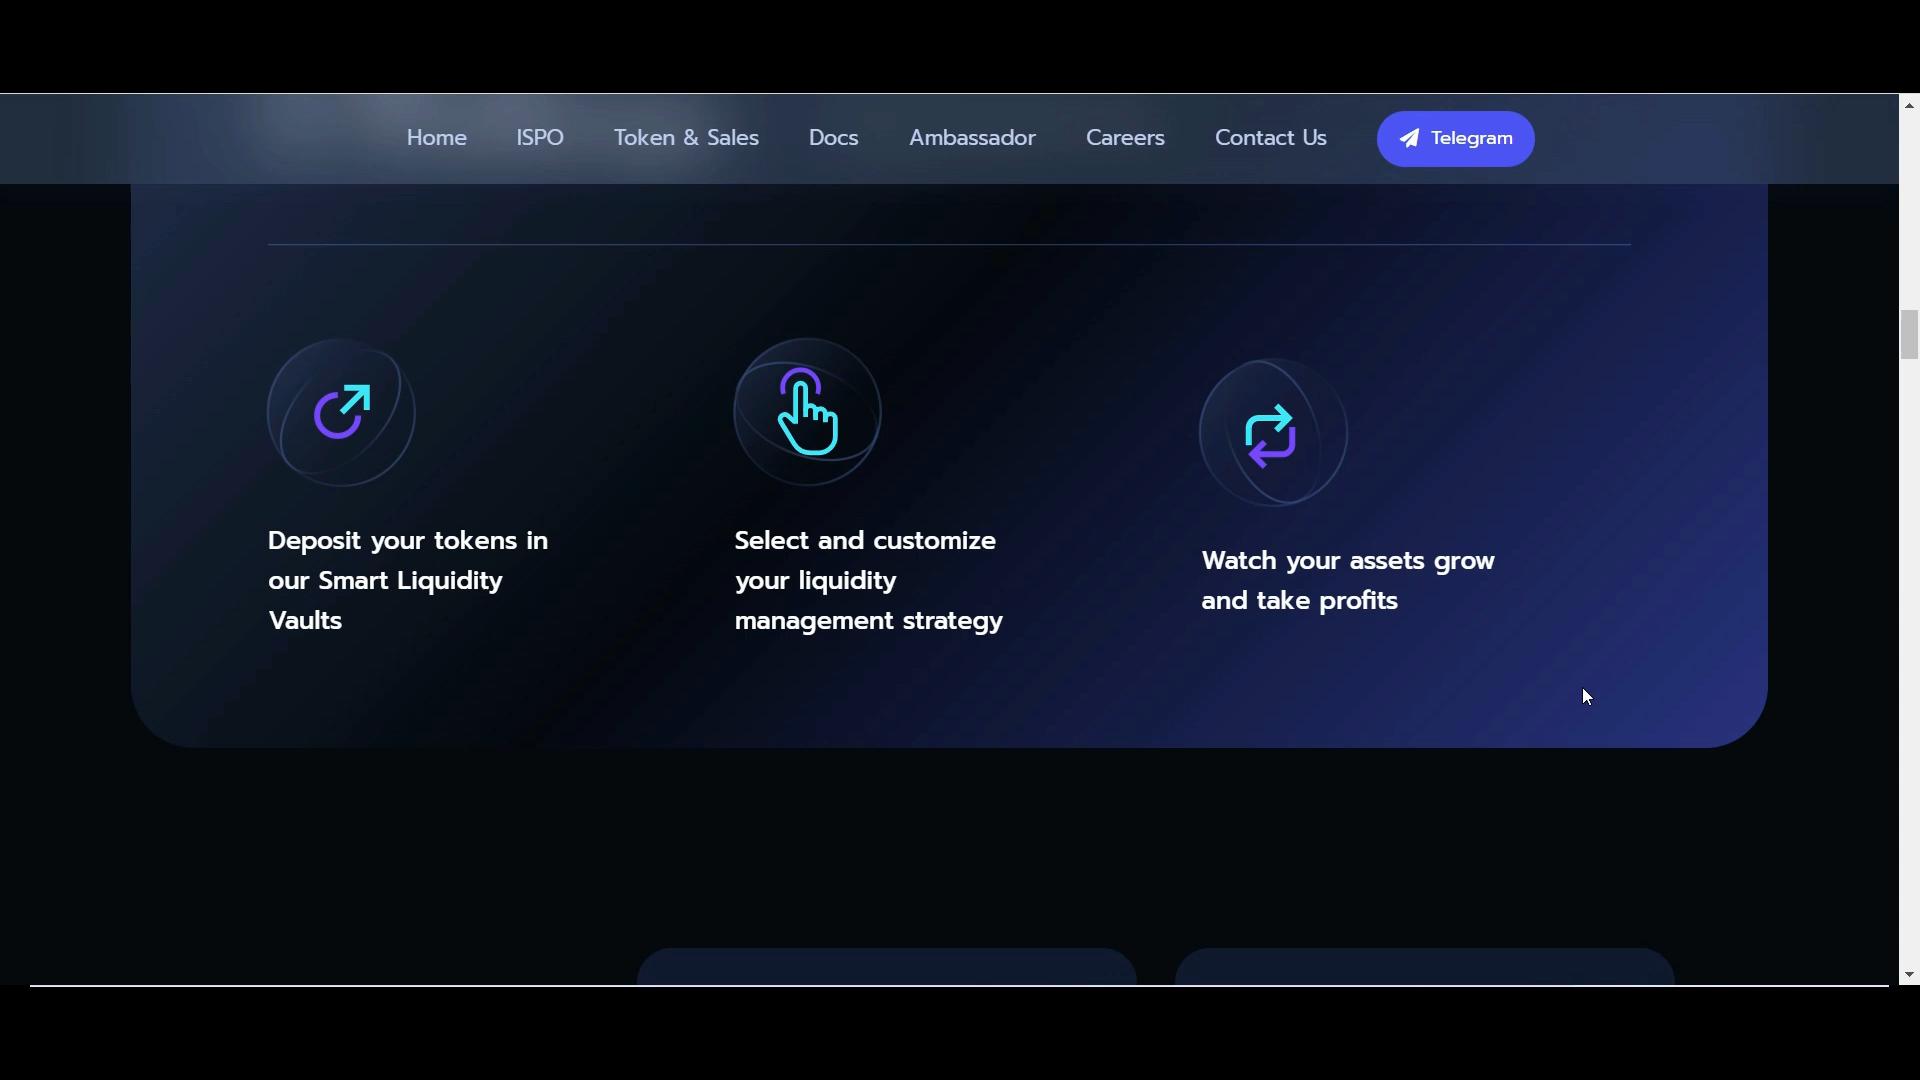 Home ISPO Token & Sales Docs Ambassador Careers Contact Us Telegram
Deposit your tokens in
our Smart Liquidity
Vaults
Select and customize
your liquidity
management strategy
Watch your assets grow
and take profits